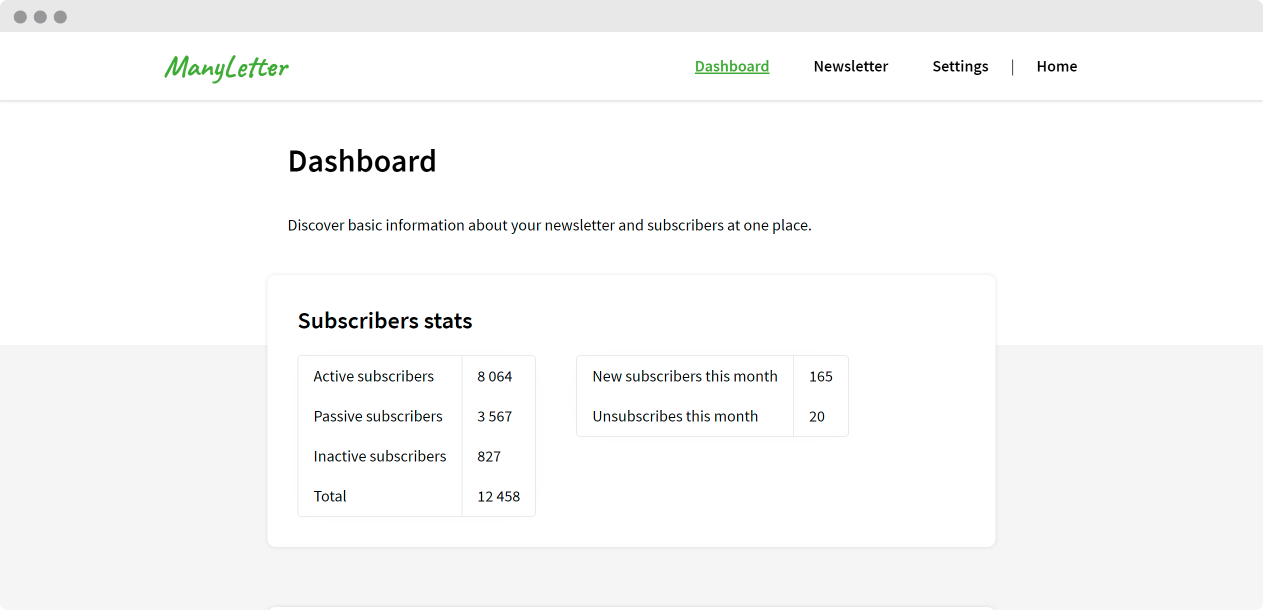 ManyLetter
Dashboard Newsletter Settings | Home
Dashboard
Discover basic information about your newsletter and subscribers at one place.
Subscribers stats
Active subscribers 8 064
Passive subscribers 3 567
Inactive subscribers 827
Total 12 458
New subscribers this month 165
Unsubscribes this month 20